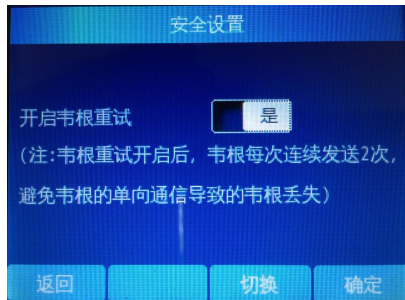 安全设置
开启韦根重试 是
(注:韦根重试开启后，韦根每次连续发送2次，
避免韦根的单向通信导致的韦根丢失)
返回 切换 确定